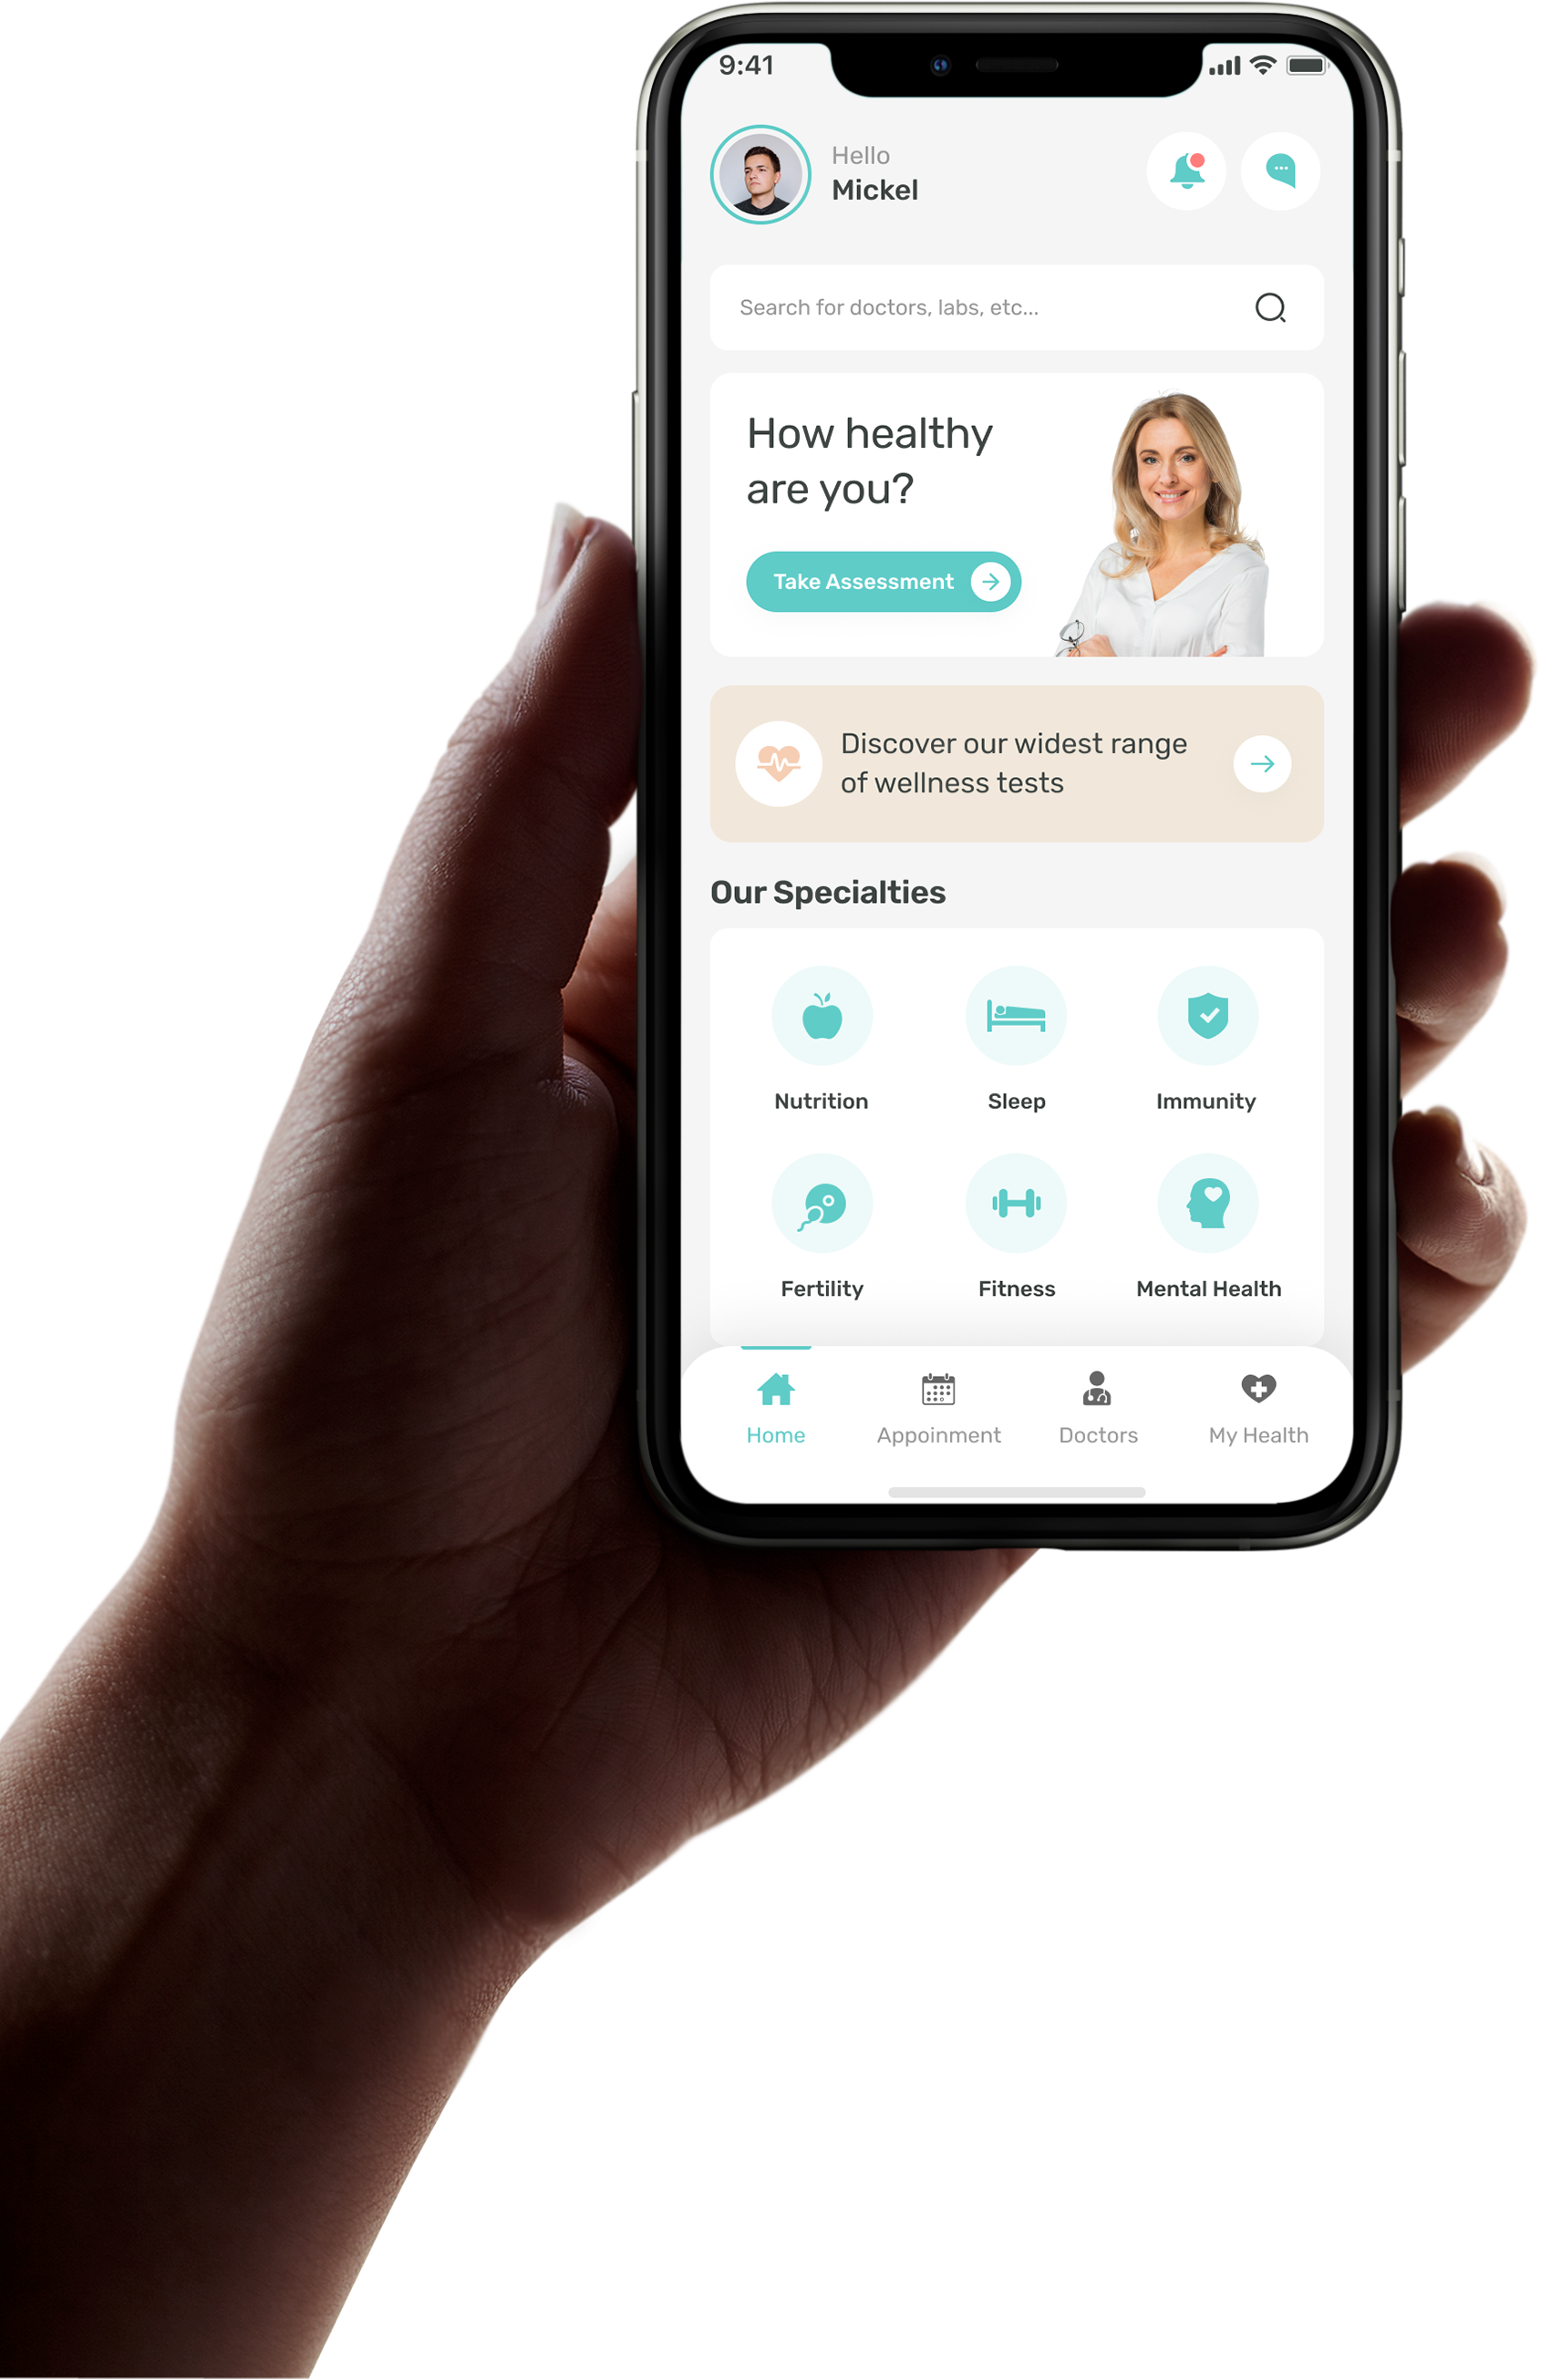 9:41
Hello
Mickel
Search for doctors, labs, etc...
How healthy
are you?
Take Assessment
Discover our widest range
of wellness tests
Our Specialties
Nutrition
Sleep
Immunity
Fertility
Fitness
Mental Health
Home
Appoinment
Doctors
My Health